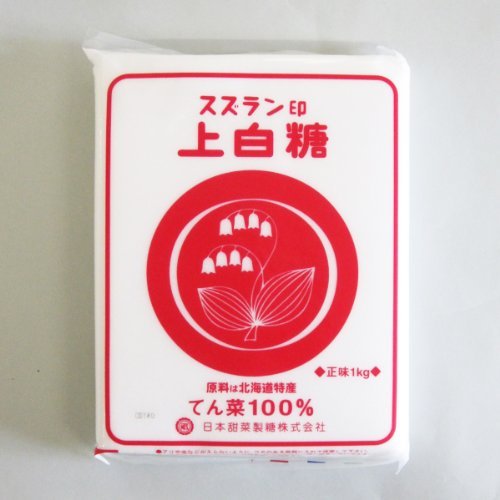 スズラン印
上白糖
◆正味1kg◆
原料は北海道特産
てん菜100%
日本甜菜製糖株式会社